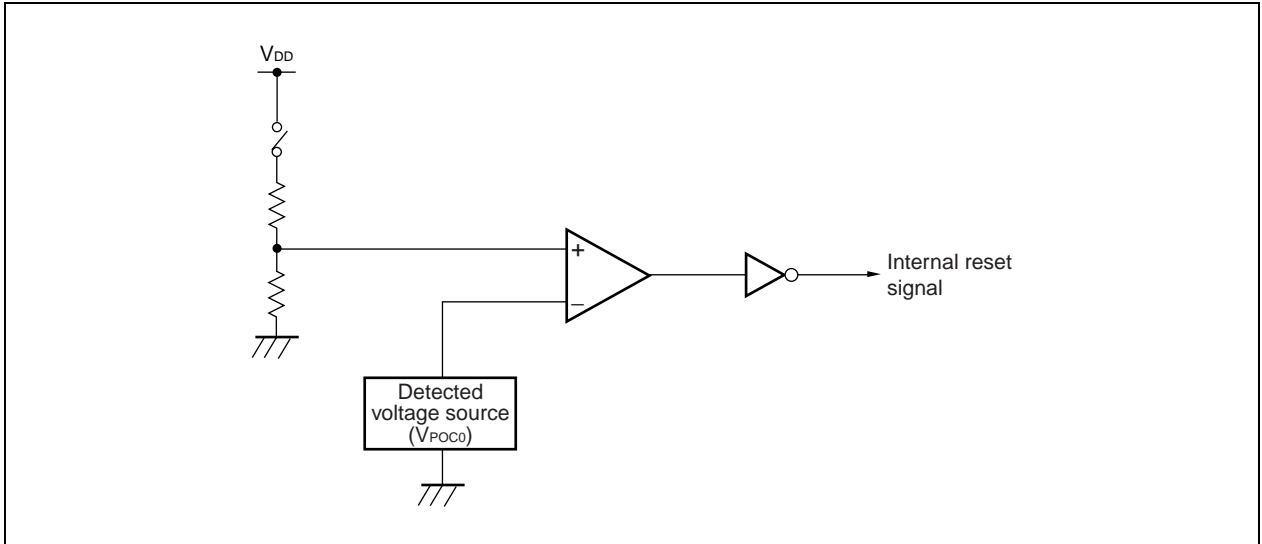 VDD
+
–
Internal reset
signal
Detected
voltage source
(VPOC0)